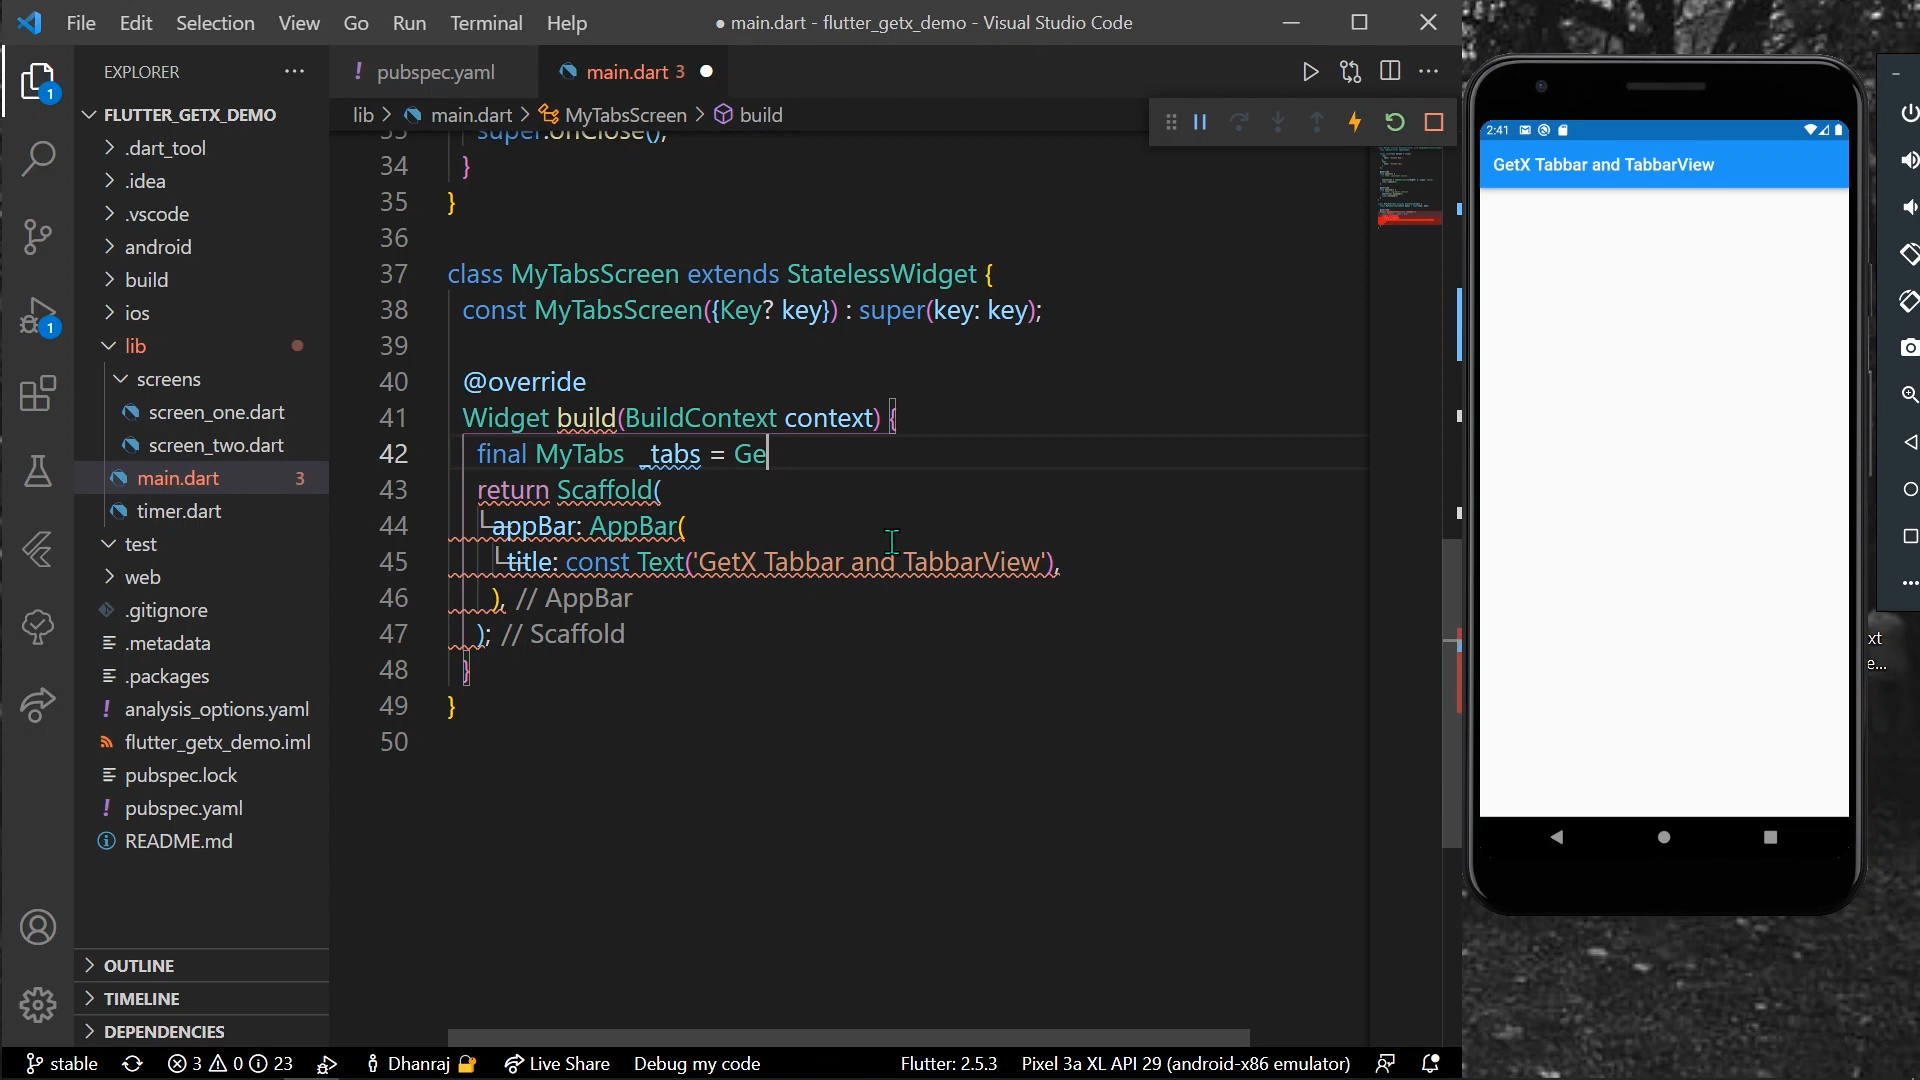 File Edit Selection View Go Run Terminal Help
● main.dart - flutter_getx_demo - Visual Studio Code
EXPLORER
FLUTTER_GETX_DEMO
.dart_tool
.idea
.vscode
android
build
ios
lib
screens
screen_one.dart
screen_two.dart
main.dart 3
timer.dart
test
web
.gitignore
.metadata
.packages
analysis_options.yaml
flutter_getx_demo.iml
pubspec.lock
pubspec.yaml
README.md
OUTLINE
TIMELINE
DEPENDENCIES
1
1
! pubspec.yaml
main.dart 3
lib > main.dart > MyTabsScreen > build
33 super.onClose();
34 }
35 }
36
37 class MyTabsScreen extends StatelessWidget {
38 const MyTabsScreen({Key? key}) : super(key: key);
39
40 @override
41 Widget build(BuildContext context) {
42 final MyTabs _tabs = Ge
43 return Scaffold(
44 appBar: AppBar(
45 title: const Text('GetX Tabbar and TabbarView'),
46 ), // AppBar
47 ); // Scaffold
48 }
49 }
50
2:41
GetX Tabbar and TabbarView
xt
e...
stable 3 0 23 Dhanraj Live Share Debug my code Flutter: 2.5.3 Pixel 3a XL API 29 (android-x86 emulator)